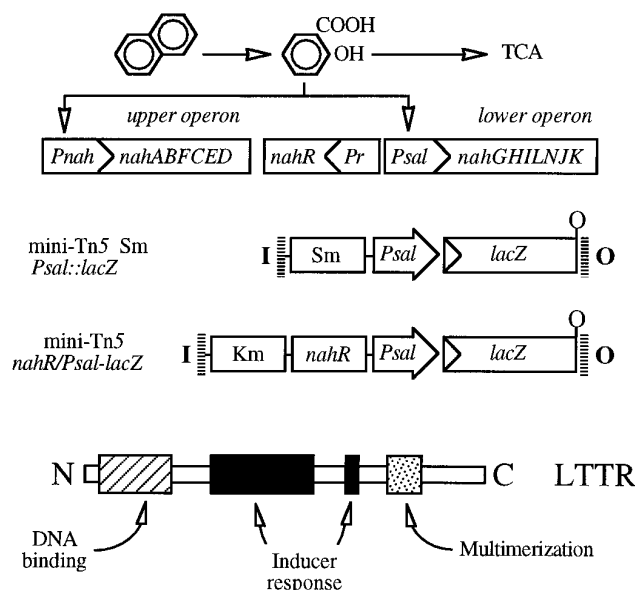 COOH
OH
TCA
upper operon
lower operon
Pnah nahABFCED nahR Pr Psal nahGHILNJK
mini-Tn5 Sm
Psal::lacZ
I Sm Psal lacZ O
mini-Tn5
nahR/Psal-lacZ
I Km nahR Psal lacZ O
N C LTTR
DNA
binding
Inducer
response
Multimerization